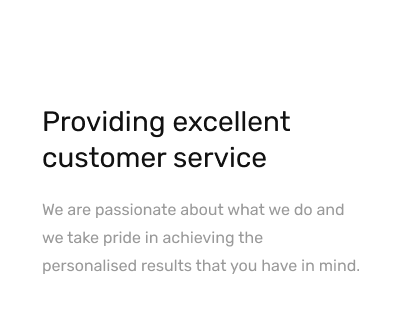 Providing excellent
customer service
We are passionate about what we do and
we take pride in achieving the
personalised results that you have in mind.